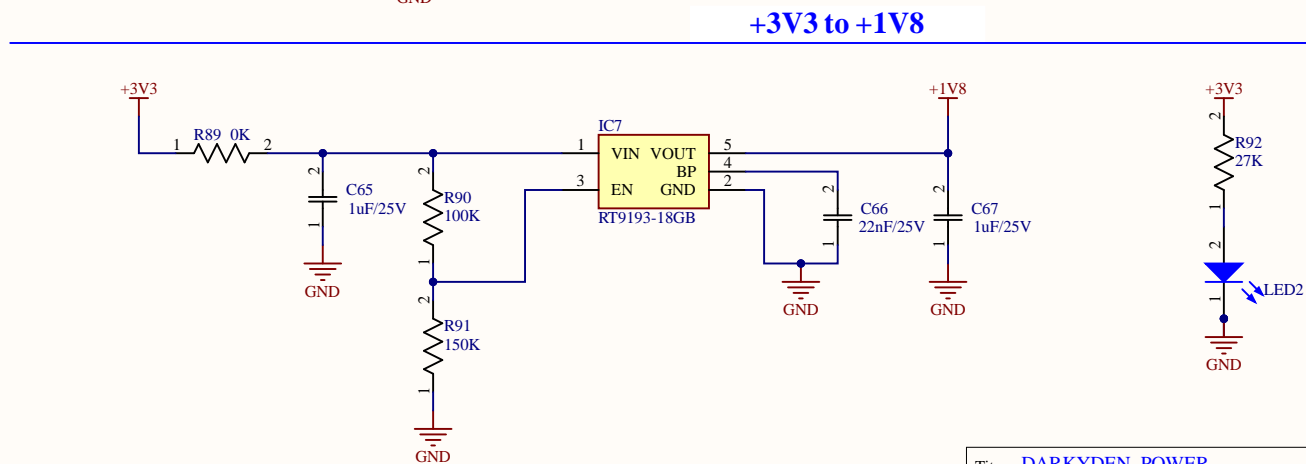 GND
+3V3 to +1V8
+3V3
+1V8
+3V3
R89 0K
1
2
IC7
1
VIN
VOUT
5
BP
4
3
EN
GND
2
RT9193-18GB
2
C65
1uF/25V
1
GND
2
R90
100K
1
2
R91
150K
1
GND
2
C66
22nF/25V
1
GND
2
C67
1uF/25V
1
GND
2
R92
27K
1
2
LED2
1
GND
DARKYDEN_POWER